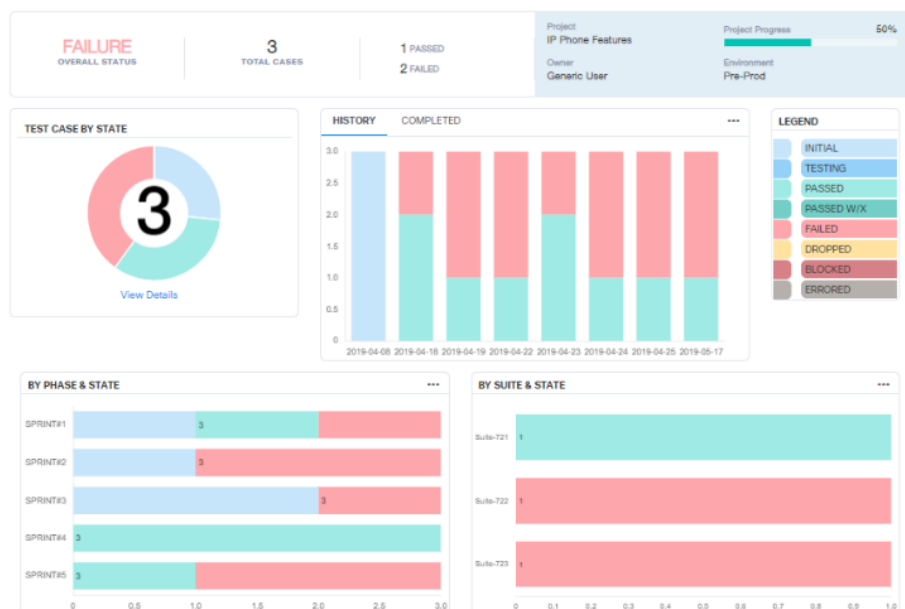 FAILURE
OVERALL STATUS
3
TOTAL CASES
1 PASSED
2 FAILED
Project
IP Phone Features
Owner
Generic User
Project Progress 50%
Environment
Pre-Prod
TEST CASE BY STATE
3
View Details
HISTORY COMPLETED
3.0
2.5
2.0
1.5
1.0
0.5
0
2019-04-08 2019-04-18 2019-04-19 2019-04-22 2019-04-23 2019-04-24 2019-04-25 2019-05-17
LEGEND
INITIAL
TESTING
PASSED
PASSED W/X
FAILED
DROPPED
BLOCKED
ERRORED
BY PHASE & STATE
SPRINT#1 3
SPRINT#2 3
SPRINT#3 3
SPRINT#4 3
SPRINT#5 3
0 0.5 1.0 1.5 2.0 2.5 3.0
BY SUITE & STATE
Suite-721 1
Suite-722 1
Suite-723 1
0 0.1 0.2 0.3 0.4 0.5 0.6 0.7 0.8 0.9 1.0